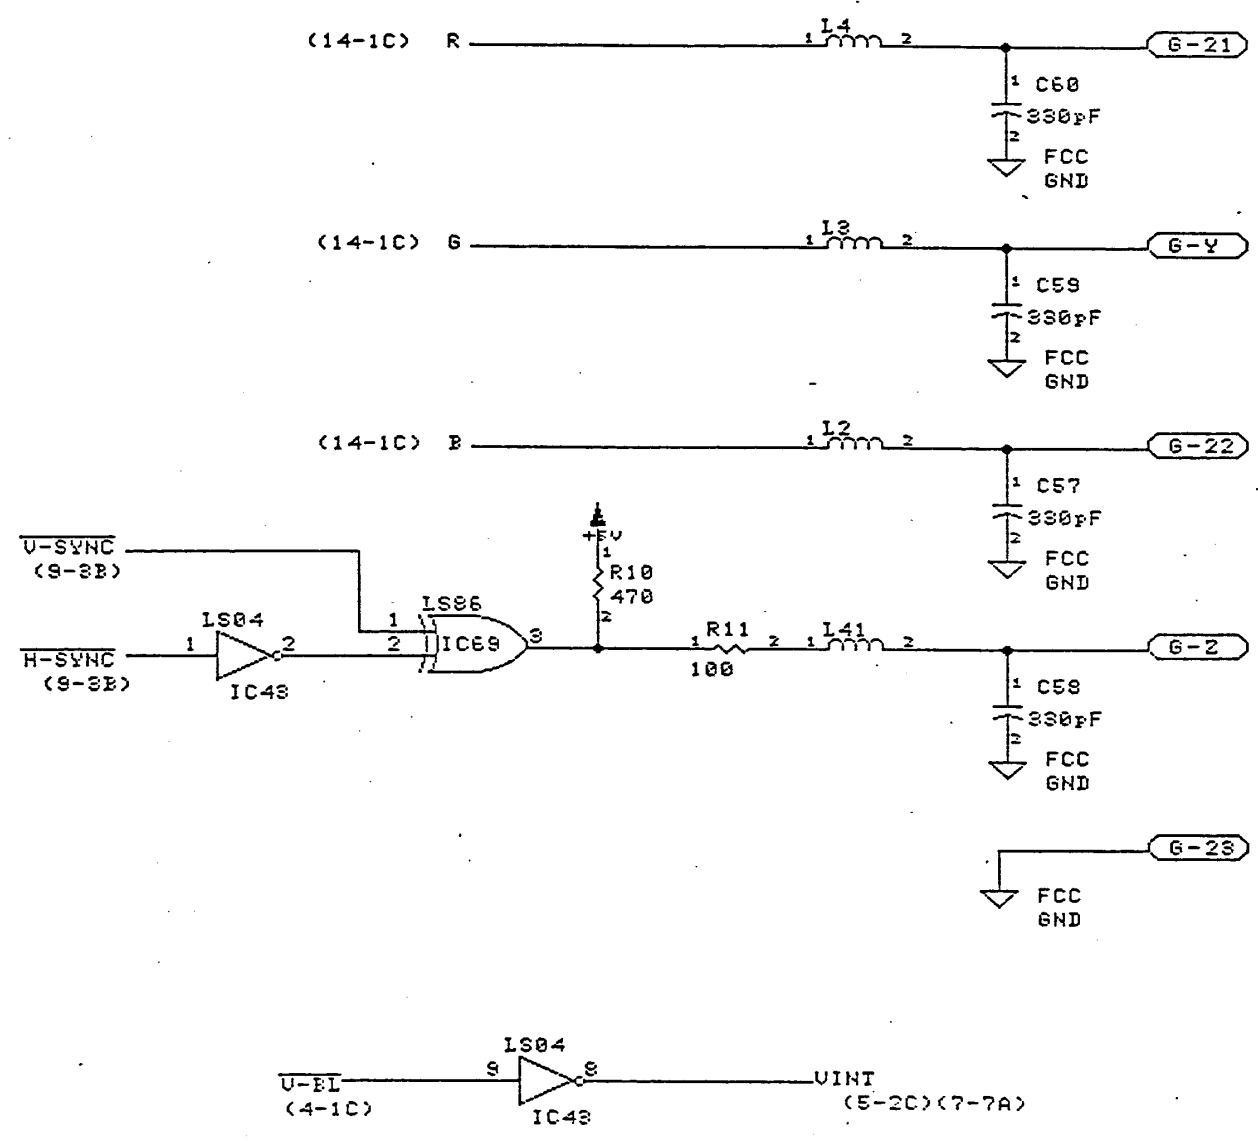 (14-1C) R 1 L4 2 G-21
1 C60
330pF
2
FCC
GND
(14-1C) G 1 L3 2 G-Y
1 C59
330pF
2
FCC
GND
(14-1C) B 1 L2 2 G-22
1 C57
330pF
2
FCC
GND
+5V
1
R10
470
2
V-SYNC
(9-3B)
LS04
1 2
IC43
H-SYNC
(9-3B)
LS86
1
2 IC69 3
1 R11 2
100
1 L41 2 G-Z
1 C58
330pF
2
FCC
GND
G-23
FCC
GND
LS04
V-BL 9 8 VINT
(4-1C) IC43 (5-2C)(7-7A)